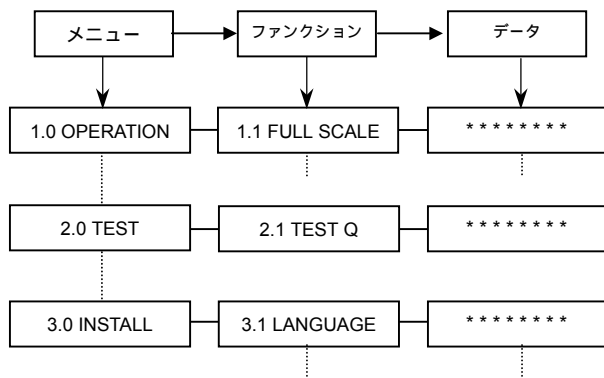 メニュー
ファンクション
データ
1.0 OPERATION
1.1 FULL SCALE
* * * * * * * *
2.0 TEST
2.1 TEST Q
* * * * * * * *
3.0 INSTALL
3.1 LANGUAGE
* * * * * * * *